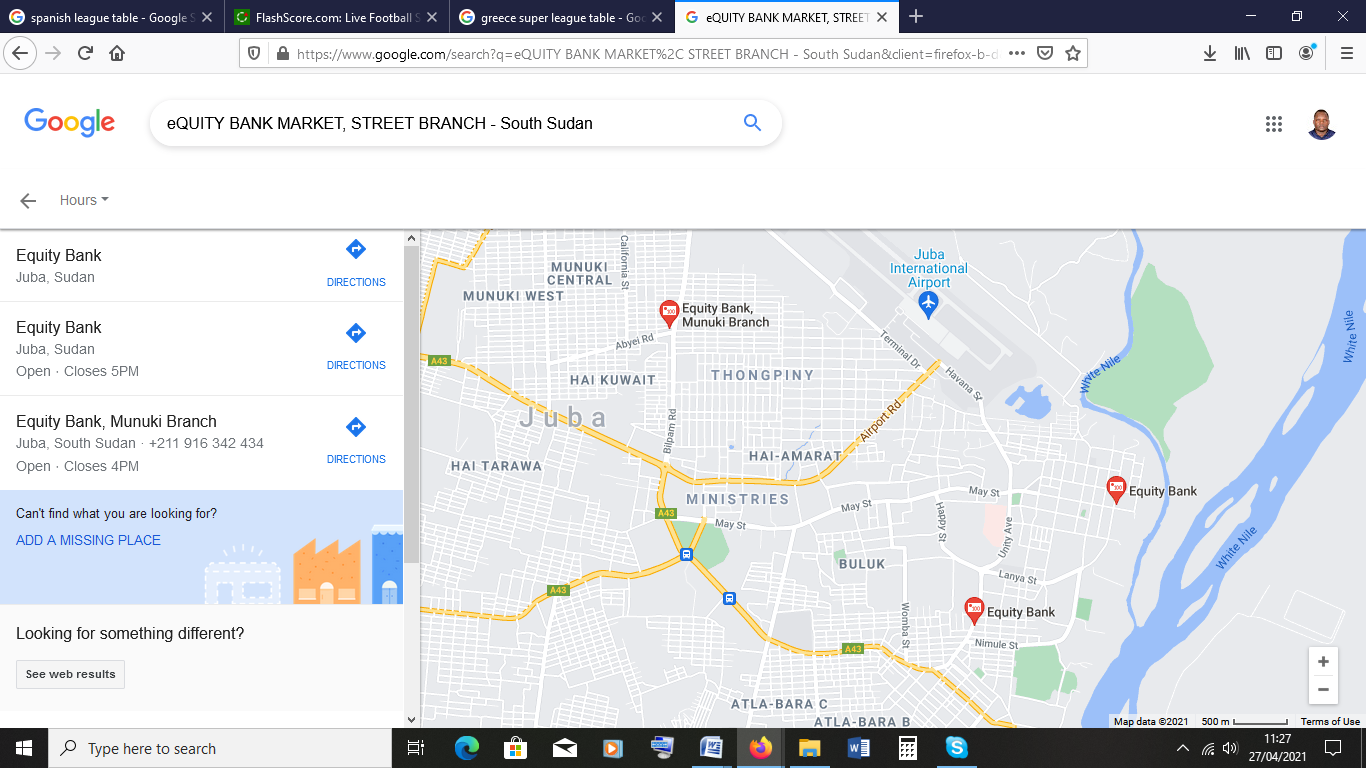 spanish league table - Google S
FlashScore.com: Live Football S
greece super league table - Goo
eQUITY BANK MARKET, STREET
https://www.google.com/search?q=eQUITY BANK MARKET%2C STREET BRANCH - South Sudan&client=firefox-b-d
Google
eQUITY BANK MARKET, STREET BRANCH - South Sudan
Hours
Equity Bank
Juba, Sudan
DIRECTIONS
Equity Bank
Juba, Sudan
Open · Closes 5PM
DIRECTIONS
Equity Bank, Munuki Branch
Juba, South Sudan · +211 916 342 434
Open · Closes 4PM
DIRECTIONS
Can't find what you are looking for?
ADD A MISSING PLACE
Looking for something different?
See web results
California St
MUNUKI
CENTRAL
MUNUKI WEST
Juba
International
Airport
Equity Bank,
Munuki Branch
Abyei Rd
Terminal Dr
White Nile
White Nile
A43
HAI KUWAIT
THONGPINY
Havana St
Juba
Bilpam Rd
Airport Rd
HAI TARAWA
HAI-AMARAT
MINISTRIES
May St
May St
Equity Bank
A43
May St
Happy St
Unity Ave
White Nile
BULUK
Lanya St
A43
Equity Bank
Womba St
Nimule St
A43
ATLA-BARA C
ATLA-BARA B
Map data ©2021
500 m
Terms of Use
Type here to search
11:27
27/04/2021